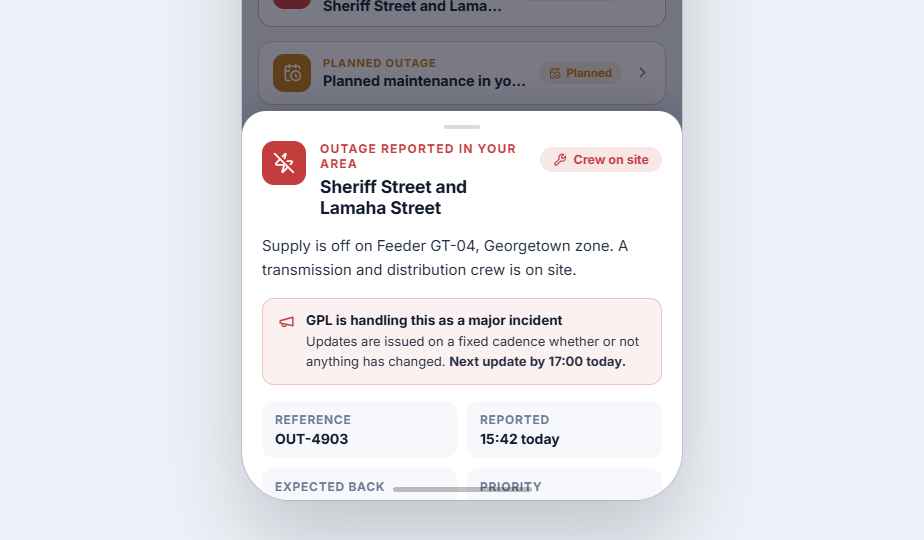 Sheriff Street and Lama...
PLANNED OUTAGE
Planned maintenance in yo...
Planned
OUTAGE REPORTED IN YOUR
AREA
Crew on site
Sheriff Street and
Lamaha Street
Supply is off on Feeder GT-04, Georgetown zone. A
transmission and distribution crew is on site.
GPL is handling this as a major incident
Updates are issued on a fixed cadence whether or not
anything has changed. Next update by 17:00 today.
REFERENCE
OUT-4903
REPORTED
15:42 today
EXPECTED BACK
PRIORITY